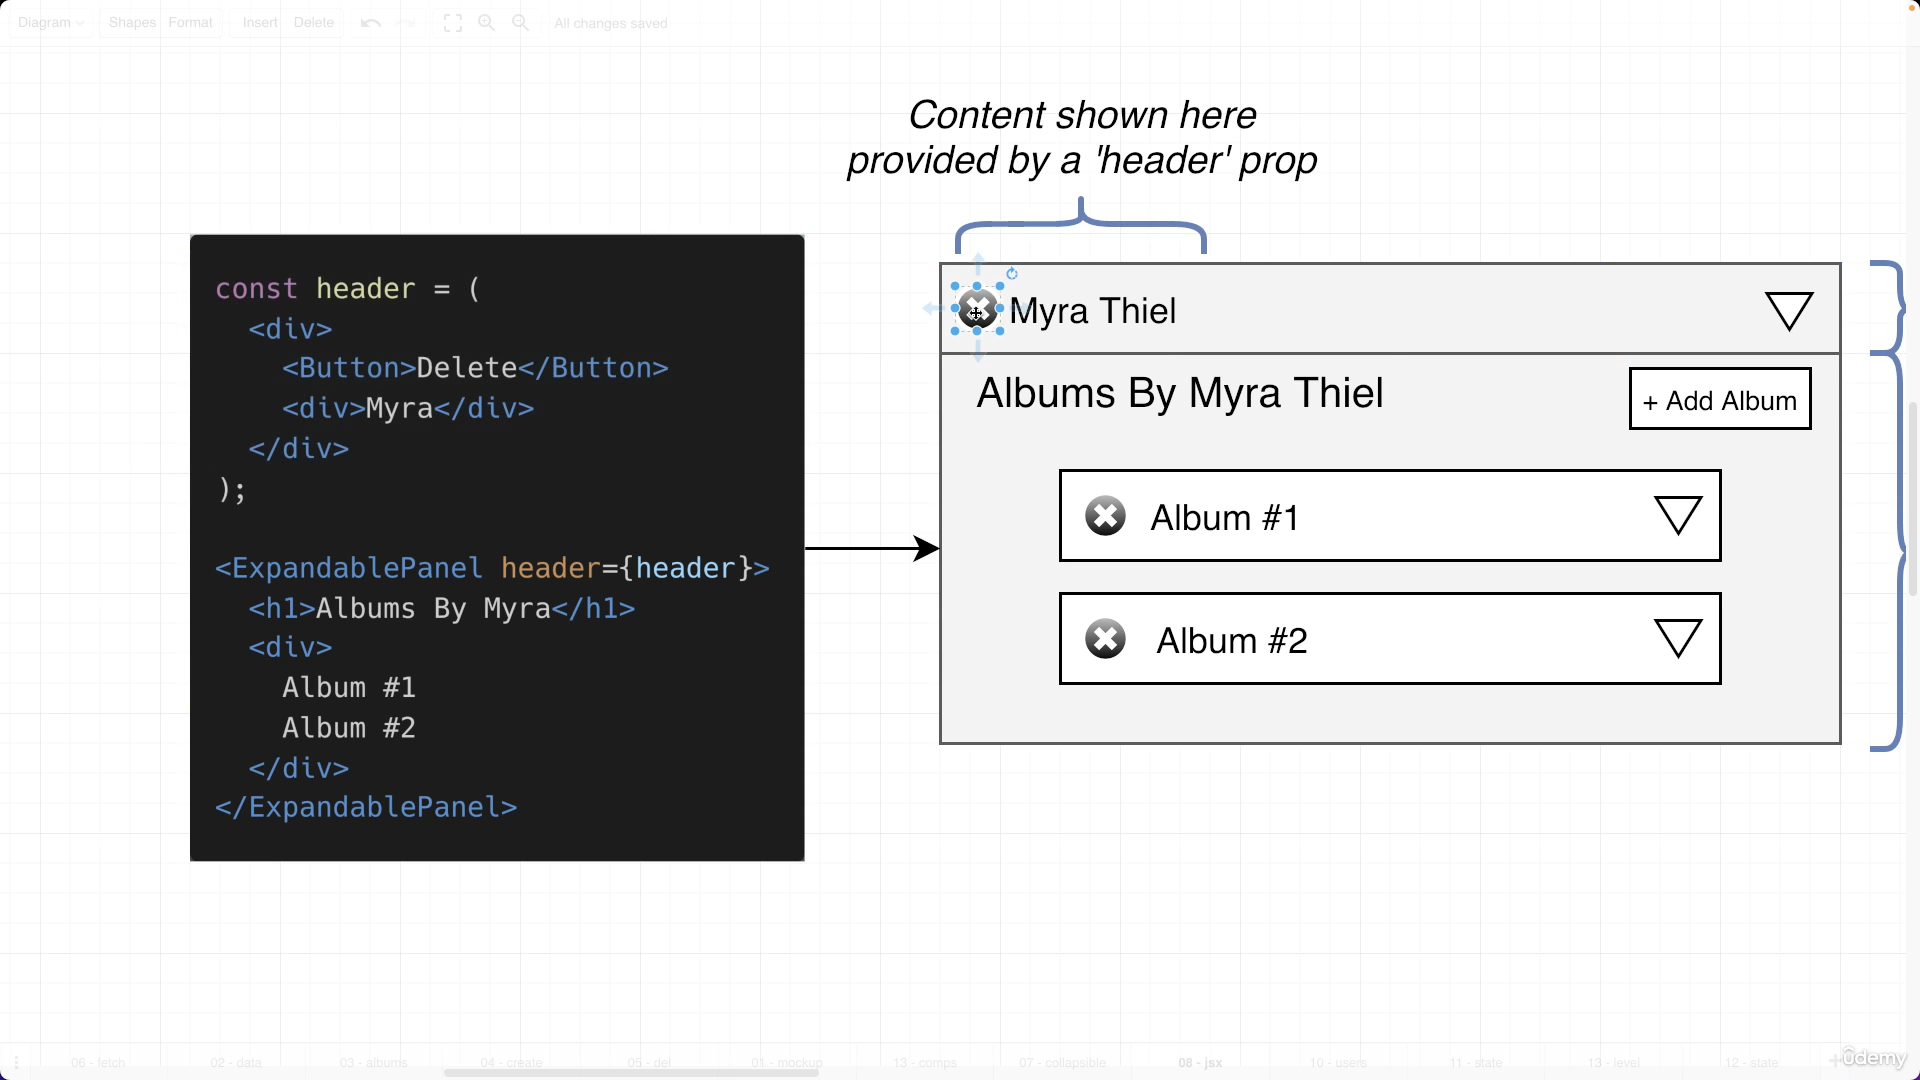 Diagram Shapes Format Insert Delete All changes saved
Content shown here
provided by a 'header' prop
const header = (
<div>
<Button>Delete</Button>
<div>Myra</div>
</div>
);
<ExpandablePanel header={header}>
<h1>Albums By Myra</h1>
<div>
Album #1
Album #2
</div>
</ExpandablePanel>
Myra Thiel
Albums By Myra Thiel
+ Add Album
Album #1
Album #2
06 - fetch 02 - data 03 - albums 04 - create 05 - del 01 - mockup 13 - comps 07 - collapsible 08 - jsx 10 - users 11 - state 13 - level 12 - state
ûdemy